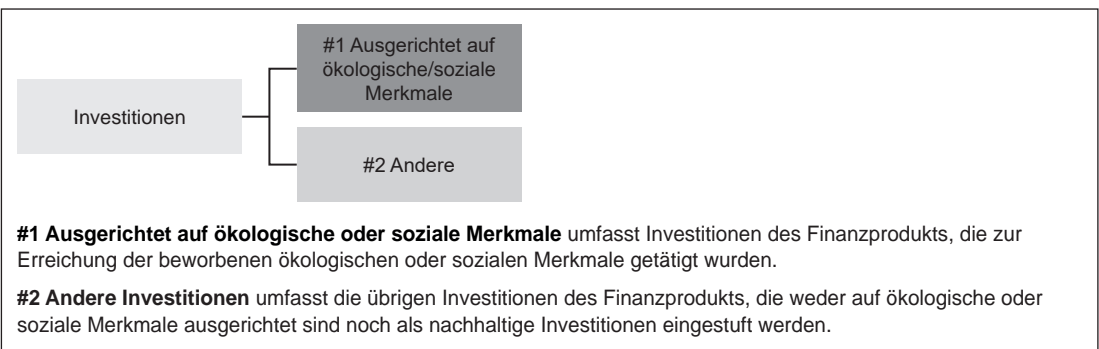 #1 Ausgerichtet auf
ökologische/soziale
Merkmale
Investitionen
#2 Andere
#1 Ausgerichtet auf ökologische oder soziale Merkmale umfasst Investitionen des Finanzprodukts, die zur
Erreichung der beworbenen ökologischen oder sozialen Merkmale getätigt wurden.
#2 Andere Investitionen umfasst die übrigen Investitionen des Finanzprodukts, die weder auf ökologische oder
soziale Merkmale ausgerichtet sind noch als nachhaltige Investitionen eingestuft werden.